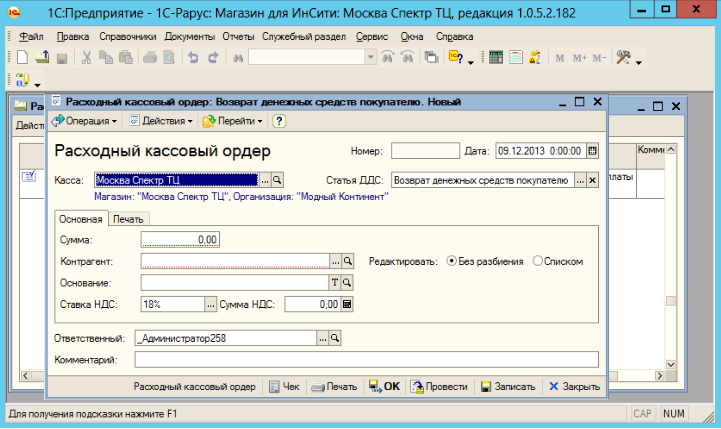 1С:Предприятие - 1С-Рарус: Магазин для ИнСити: Москва Спектр ТЦ, редакция 1.0.5.2.182
Файл Правка Справочники Документы Отчеты Служебный раздел Сервис Окна Справка
M M+ M-
Расходный кассовый ордер: Возврат денежных средств покупателю. Новый
Операция Действия Перейти ?
Расходный кассовый ордер Номер: Дата: 09.12.2013 0:00:00
Касса: Москва Спектр ТЦ ... Статья ДДС: Возврат денежных средств покупателю ... x
Магазин: "Москва Спектр ТЦ", Организация: "Модный Континент"
Основная Печать
Сумма: 0,00
Контрагент: ... Редактировать: Без разбиения Списком
Основание: T
Ставка НДС: 18% ... Сумма НДС: 0,00
Ответственный: _Администратор258 ...
Комментарий:
Расходный кассовый ордер Чек Печать OK Провести Записать Закрыть
Для получения подсказки нажмите F1 CAP NUM